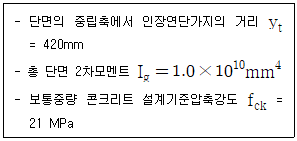 - 단면의 중립축에서 인장연단가지의 거리 yt
= 420mm
- 총 단면 2차모멘트 Ig=1.0×10^10mm^4
- 보통중량 콘크리트 설계기준압축강도 fck =
21 MPa